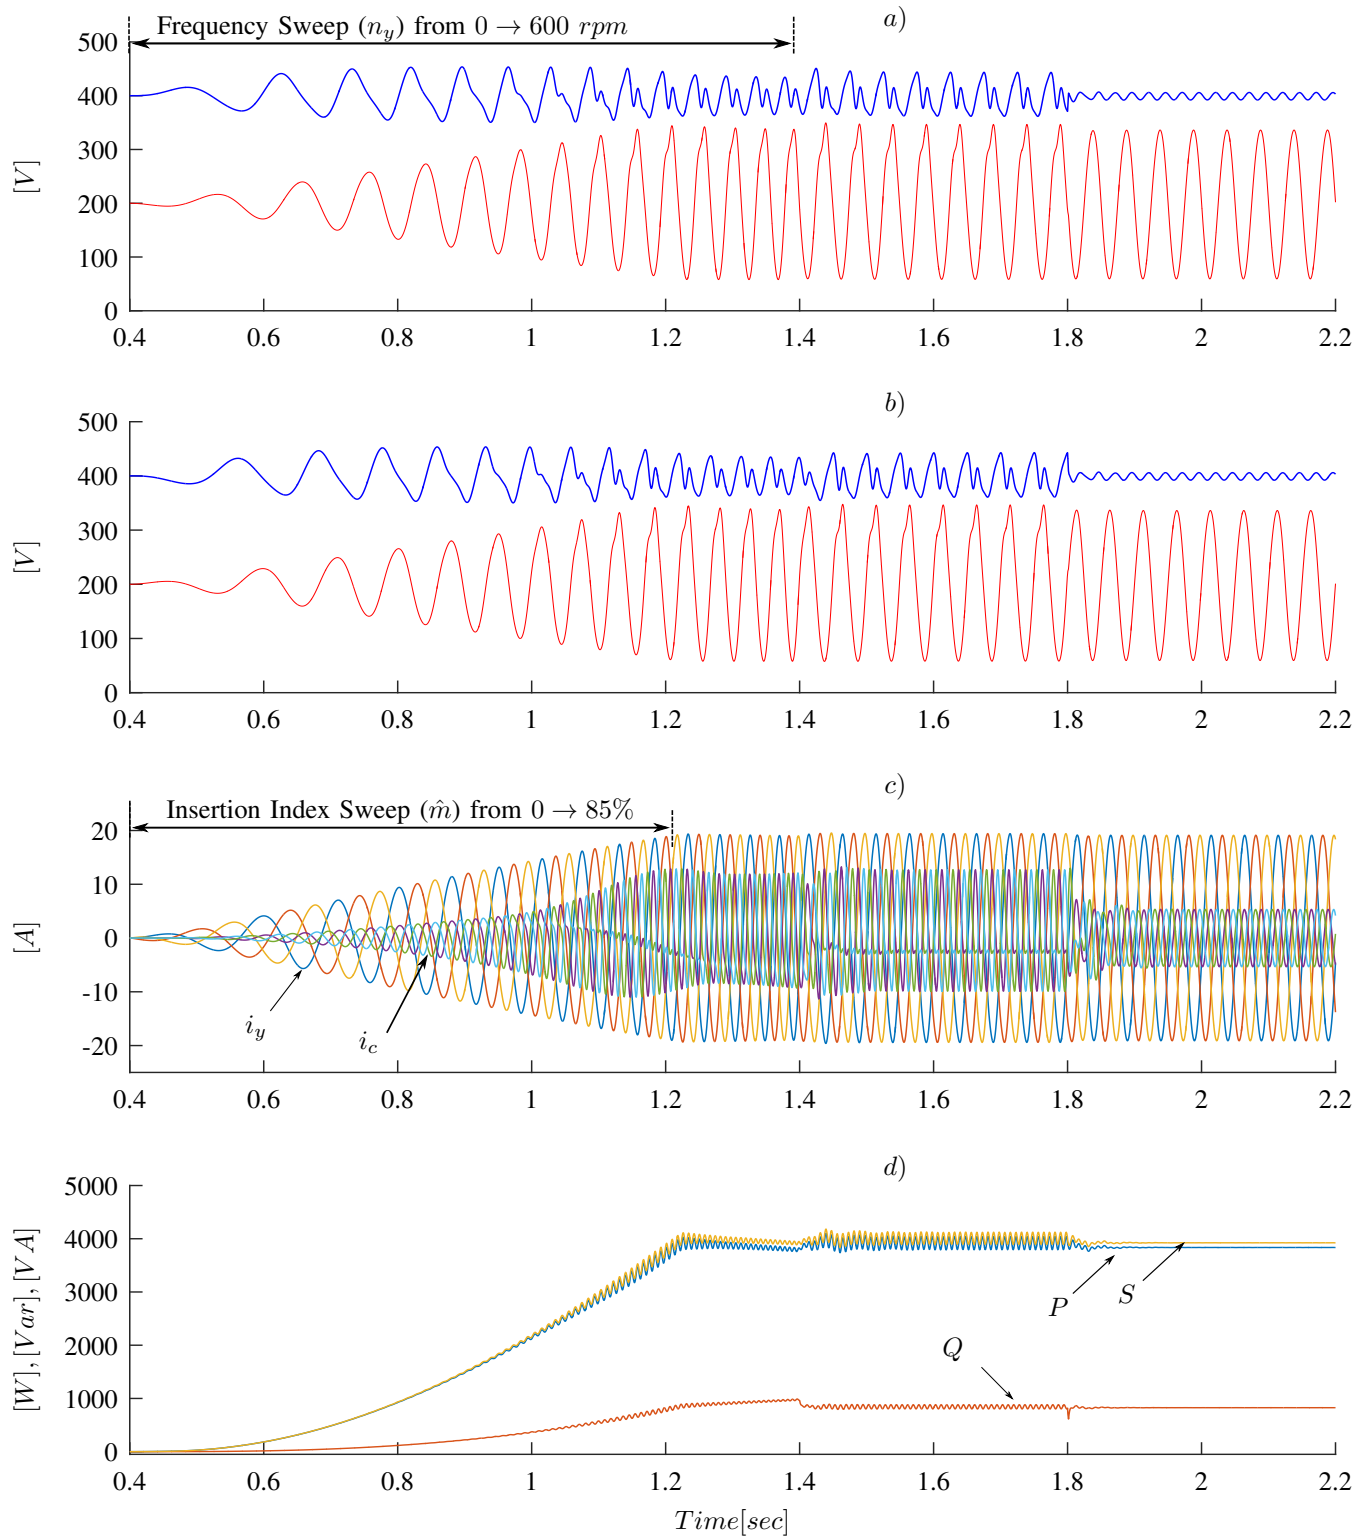 a)
Frequency Sweep (n_y) from 0 → 600 rpm
500
400
300
200
100
0
[V]
0.4 0.6 0.8 1 1.2 1.4 1.6 1.8 2 2.2
b)
500
400
300
200
100
0
[V]
0.4 0.6 0.8 1 1.2 1.4 1.6 1.8 2 2.2
c)
Insertion Index Sweep (m̂) from 0 → 85%
20
10
0
-10
-20
[A]
i_y
i_c
0.4 0.6 0.8 1 1.2 1.4 1.6 1.8 2 2.2
d)
5000
4000
3000
2000
1000
0
[W],[Var],[VA]
P
S
Q
0.4 0.6 0.8 1 1.2 1.4 1.6 1.8 2 2.2
Time[sec]